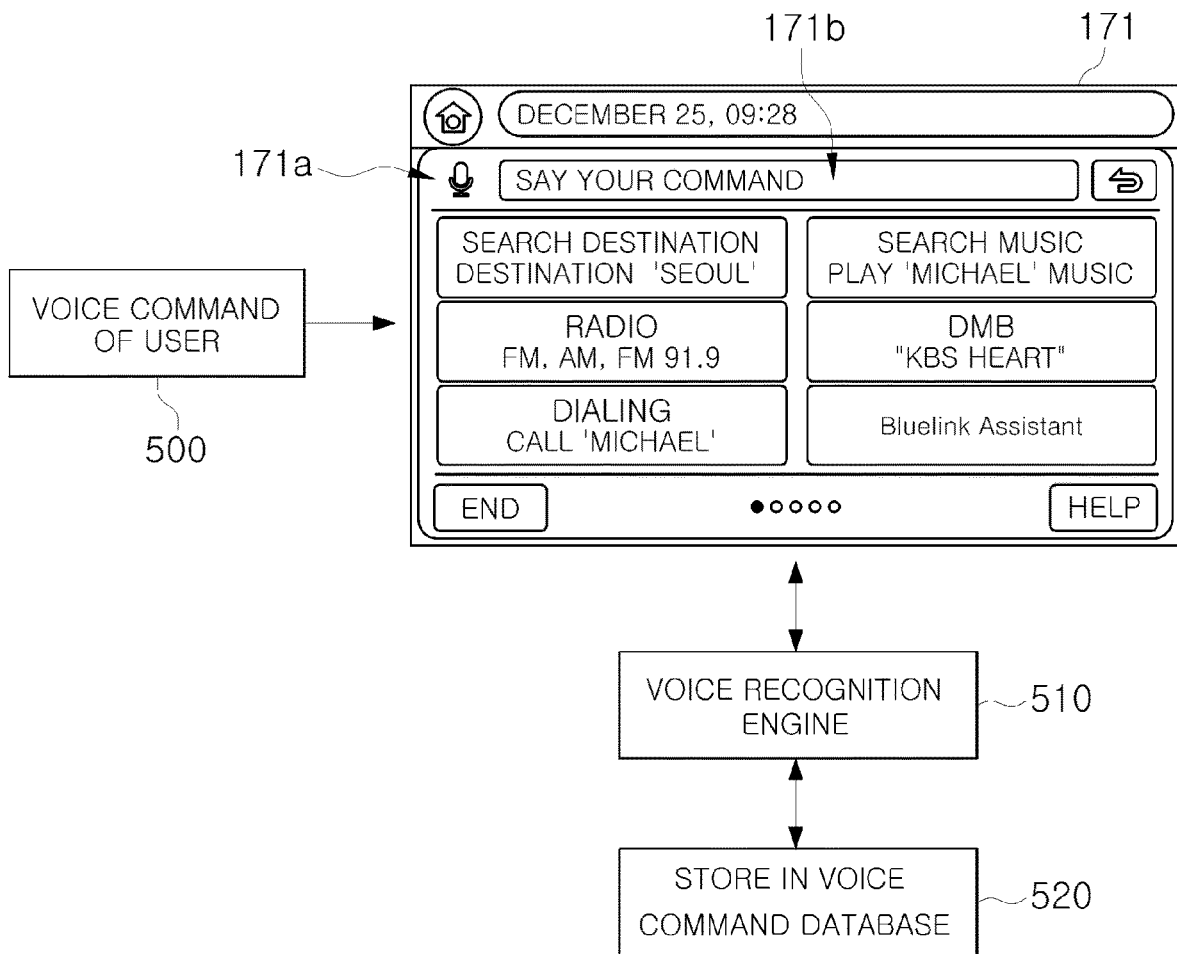 171b
171
DECEMBER 25, 09:28
171a
SAY YOUR COMMAND
SEARCH DESTINATION
DESTINATION 'SEOUL'
SEARCH MUSIC
PLAY 'MICHAEL' MUSIC
VOICE COMMAND
OF USER
500
RADIO
FM, AM, FM 91.9
DMB
"KBS HEART"
DIALING
CALL 'MICHAEL'
Bluelink Assistant
END
HELP
VOICE RECOGNITION
ENGINE
510
STORE IN VOICE
COMMAND DATABASE
520